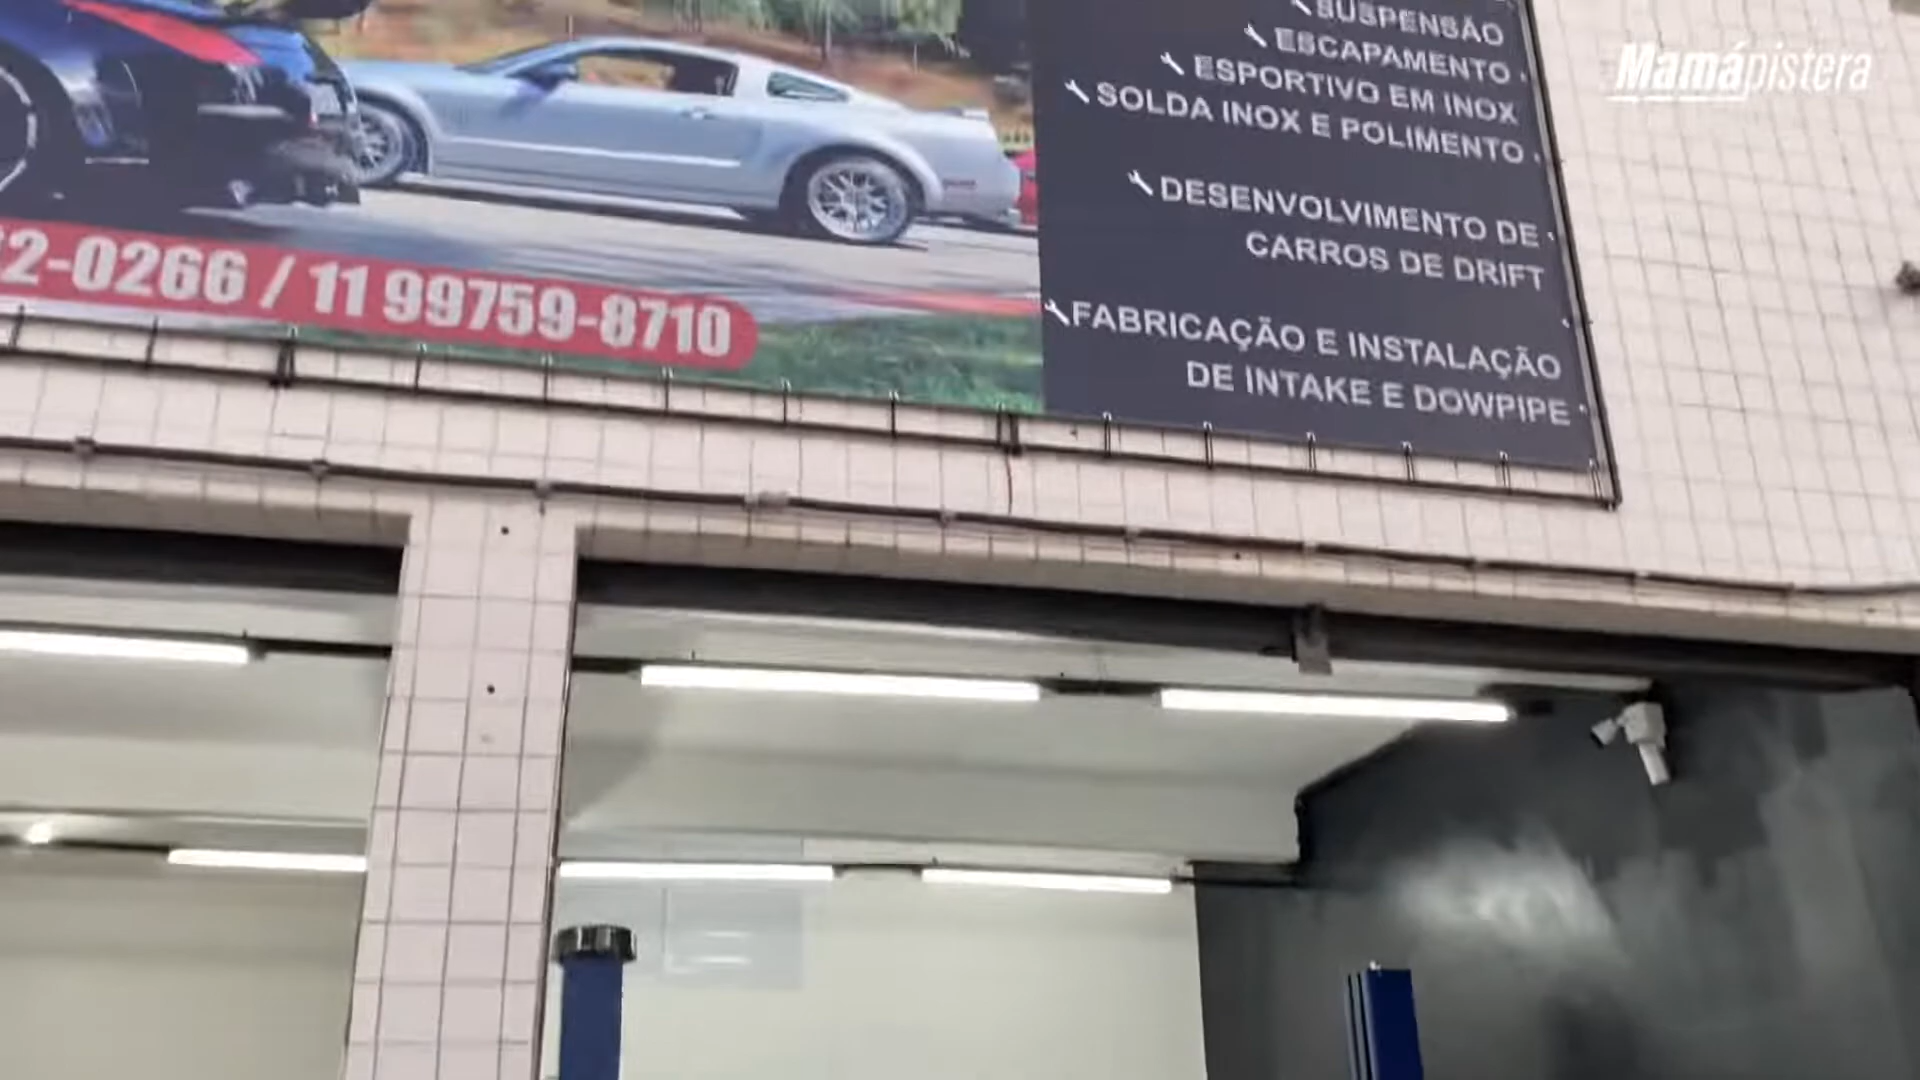 SUSPENSÃO
ESCAPAMENTO
ESPORTIVO EM INOX
SOLDA INOX E POLIMENTO
DESENVOLVIMENTO DE
CARROS DE DRIFT
FABRICAÇÃO E INSTALAÇÃO
DE INTAKE E DOWPIPE
2-0266 / 11 99759-8710
Mamápistera